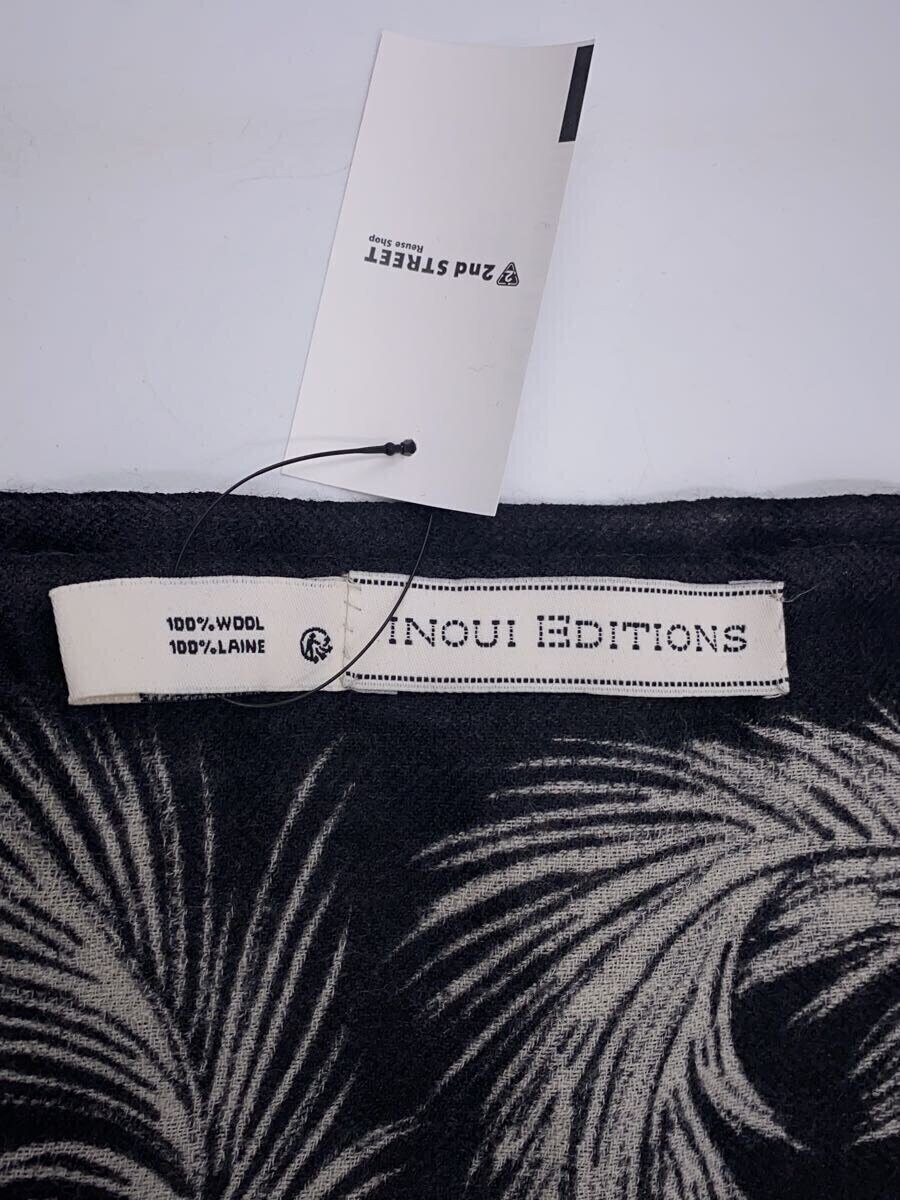 2nd STREET
Reuse Shop
100%WOOL
100%LAINE
INOUI EDITIONS